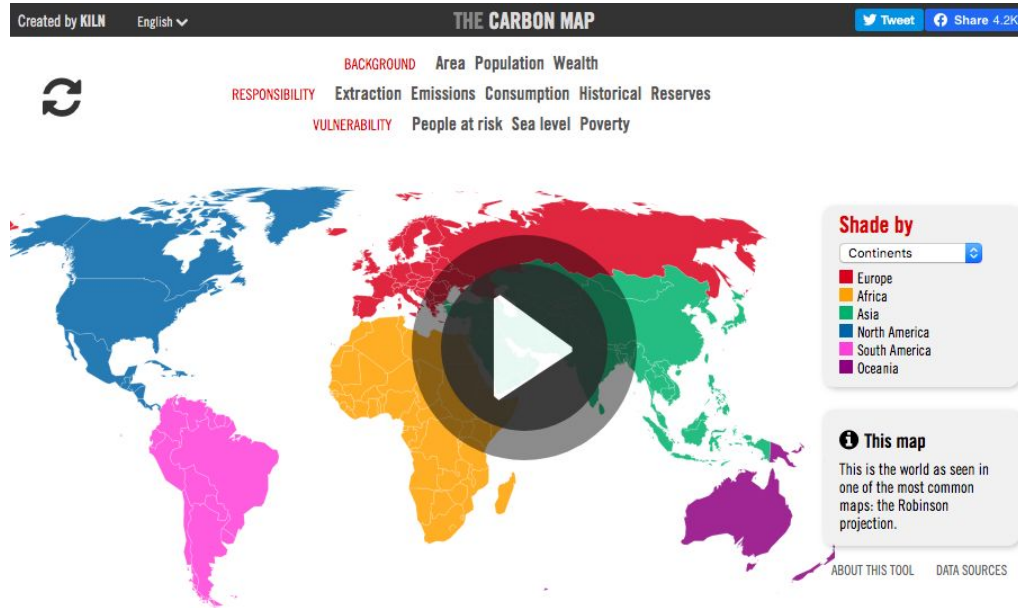 Created by KILN English THE CARBON MAP Tweet Share 4.2K
BACKGROUND Area Population Wealth
RESPONSIBILITY Extraction Emissions Consumption Historical Reserves
VULNERABILITY People at risk Sea level Poverty
Shade by
Continents
Europe
Africa
Asia
North America
South America
Oceania
This map
This is the world as seen in
one of the most common
maps: the Robinson
projection.
ABOUT THIS TOOL DATA SOURCES